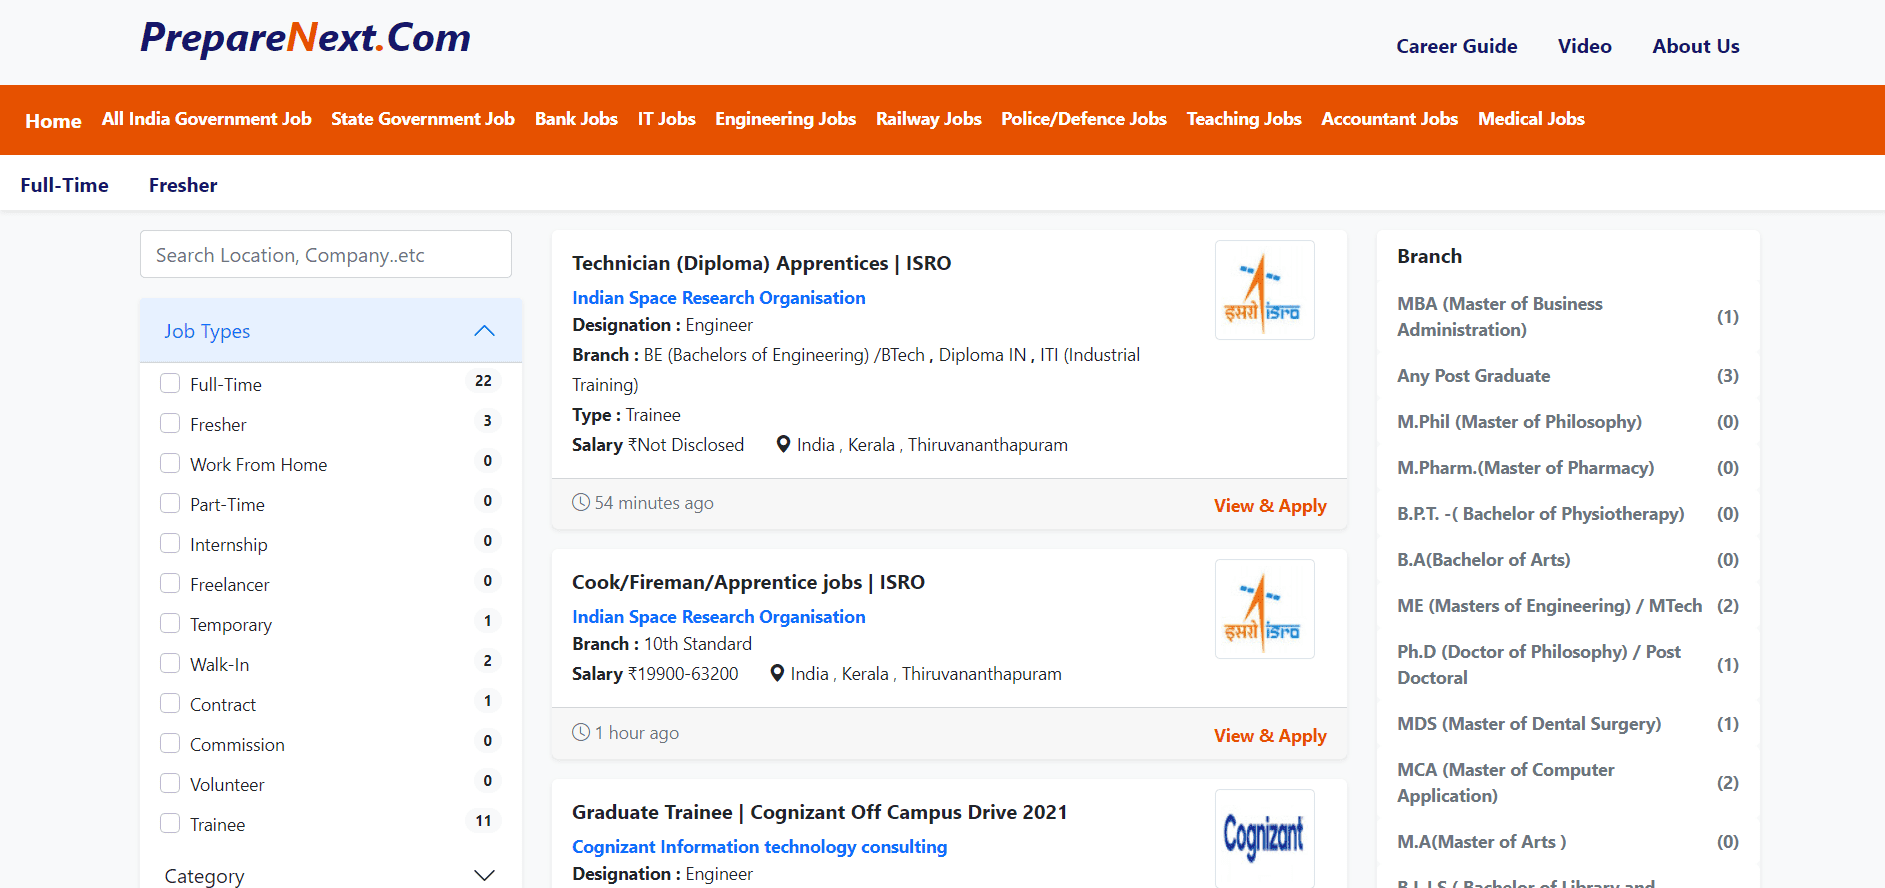 PrepareNext.Com
Career Guide Video About Us
Home All India Government Job State Government Job Bank Jobs IT Jobs Engineering Jobs Railway Jobs Police/Defence Jobs Teaching Jobs Accountant Jobs Medical Jobs
Full-Time Fresher
Search Location, Company..etc
Job Types
Full-Time 22
Fresher 3
Work From Home 0
Part-Time 0
Internship 0
Freelancer 0
Temporary 1
Walk-In 2
Contract 1
Commission 0
Volunteer 0
Trainee 11
Category
Technician (Diploma) Apprentices | ISRO
Indian Space Research Organisation
Designation : Engineer
Branch : BE (Bachelors of Engineering) /BTech , Diploma IN , ITI (Industrial
Training)
Type : Trainee
Salary ₹Not Disclosed India , Kerala , Thiruvananthapuram
इसरो isro
54 minutes ago View & Apply
Cook/Fireman/Apprentice jobs | ISRO
Indian Space Research Organisation
Branch : 10th Standard
Salary ₹19900-63200 India , Kerala , Thiruvananthapuram
इसरो isro
1 hour ago View & Apply
Graduate Trainee | Cognizant Off Campus Drive 2021
Cognizant Information technology consulting
Designation : Engineer
Cognizant
Branch
MBA (Master of Business
Administration) (1)
Any Post Graduate (3)
M.Phil (Master of Philosophy) (0)
M.Pharm.(Master of Pharmacy) (0)
B.P.T. -( Bachelor of Physiotherapy) (0)
B.A(Bachelor of Arts) (0)
ME (Masters of Engineering) / MTech (2)
Ph.D (Doctor of Philosophy) / Post
Doctoral (1)
MDS (Master of Dental Surgery) (1)
MCA (Master of Computer
Application) (2)
M.A(Master of Arts ) (0)
B.L.I.S ( Bachelor of Library and